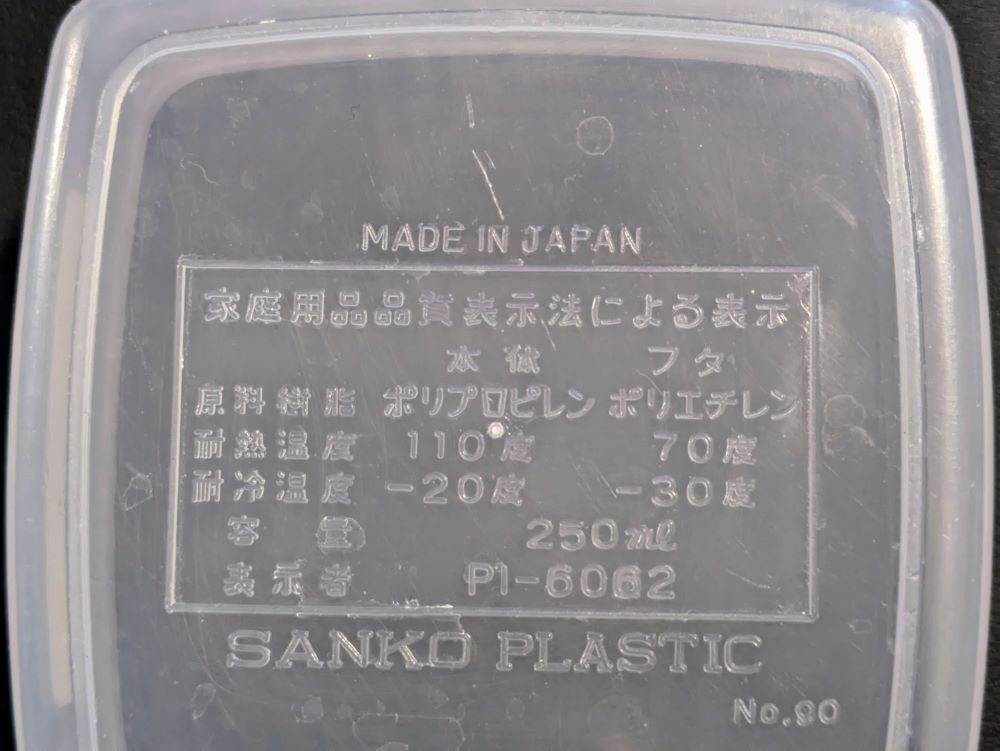 MADE IN JAPAN
家庭用品品質表示法による表示
本体 フタ
原料樹脂 ポリプロピレン ポリエチレン
耐熱温度 110度 70度
耐冷温度 -20度 -30度
容量 250ml
表示者 PI-6062
SANKO PLASTIC
No.90